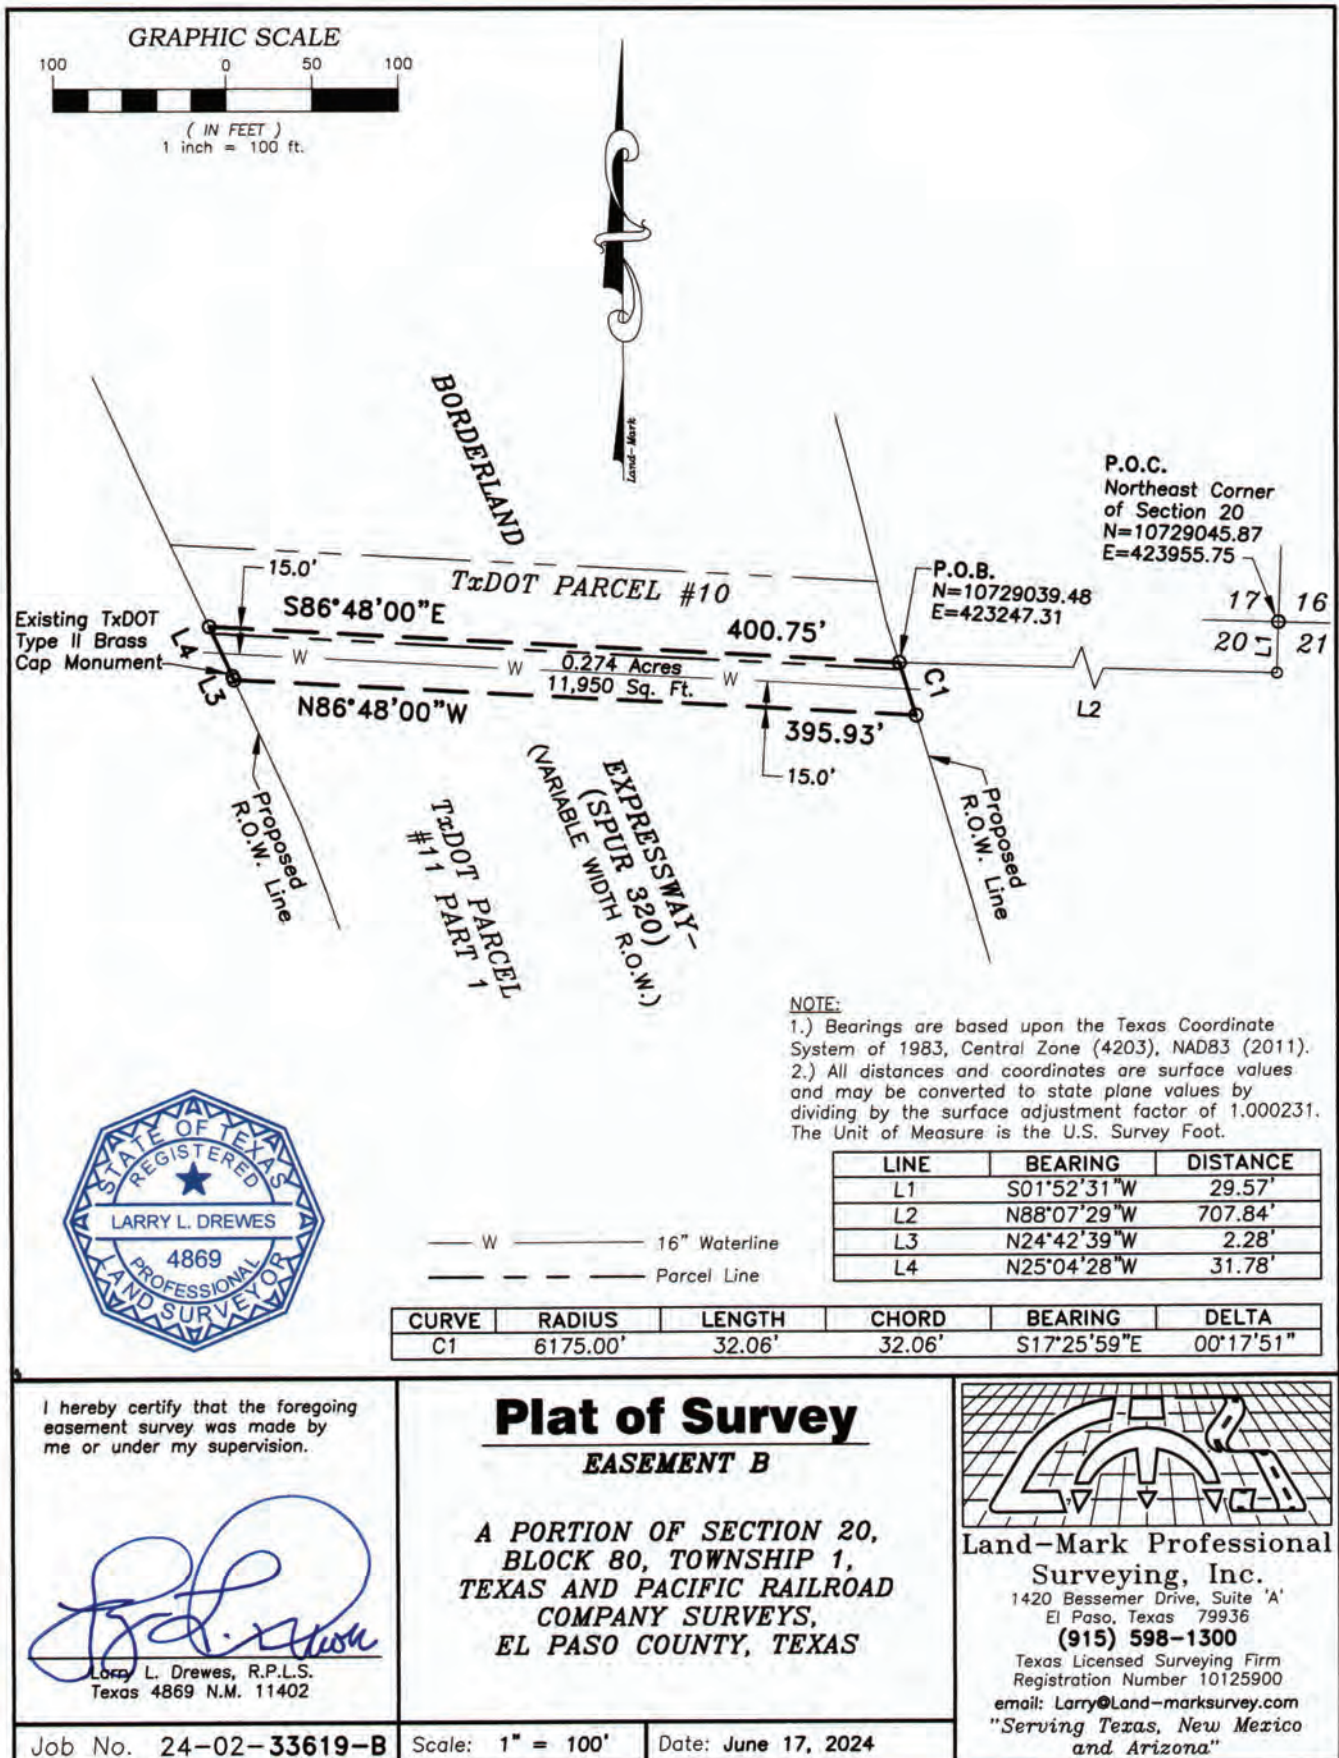 GRAPHIC SCALE
100 0 50 100
( IN FEET )
1 inch = 100 ft.
Land-Mark
BORDERLAND
TxDOT PARCEL #10
15.0'
S86°48'00"E
400.75'
Existing TxDOT
Type II Brass
Cap Monument
L4
L3
W W W
0.274 Acres
11,950 Sq. Ft.
N86°48'00"W
395.93'
15.0'
C1
P.O.B.
N=10729039.48
E=423247.31
P.O.C.
Northeast Corner
of Section 20
N=10729045.87
E=423955.75
17 16
20 21
L1
L2
Proposed
R.O.W. Line
TxDOT PARCEL
#11 PART 1
EXPRESSWAY-
(SPUR 320)
(VARIABLE WIDTH R.O.W.)
Proposed
R.O.W. Line
NOTE:
1.) Bearings are based upon the Texas Coordinate
System of 1983, Central Zone (4203), NAD83 (2011).
2.) All distances and coordinates are surface values
and may be converted to state plane values by
dividing by the surface adjustment factor of 1.000231.
The Unit of Measure is the U.S. Survey Foot.
LINE BEARING DISTANCE
L1 S01°52'31"W 29.57'
L2 N88°07'29"W 707.84'
L3 N24°42'39"W 2.28'
L4 N25°04'28"W 31.78'
STATE OF TEXAS
REGISTERED
LARRY L. DREWES
4869
PROFESSIONAL
LAND SURVEYOR
W 16" Waterline
Parcel Line
CURVE RADIUS LENGTH CHORD BEARING DELTA
C1 6175.00' 32.06' 32.06' S17°25'59"E 00°17'51"
I hereby certify that the foregoing
easement survey was made by
me or under my supervision.
Larry L. Drewes, R.P.L.S.
Texas 4869 N.M. 11402
Job No. 24-02-33619-B
Plat of Survey
EASEMENT B
A PORTION OF SECTION 20,
BLOCK 80, TOWNSHIP 1,
TEXAS AND PACIFIC RAILROAD
COMPANY SURVEYS,
EL PASO COUNTY, TEXAS
Scale: 1" = 100'
Date: June 17, 2024
Land-Mark Professional
Surveying, Inc.
1420 Bessemer Drive, Suite 'A'
El Paso, Texas 79936
(915) 598-1300
Texas Licensed Surveying Firm
Registration Number 10125900
email: Larry@Land-marksurvey.com
"Serving Texas, New Mexico
and Arizona"